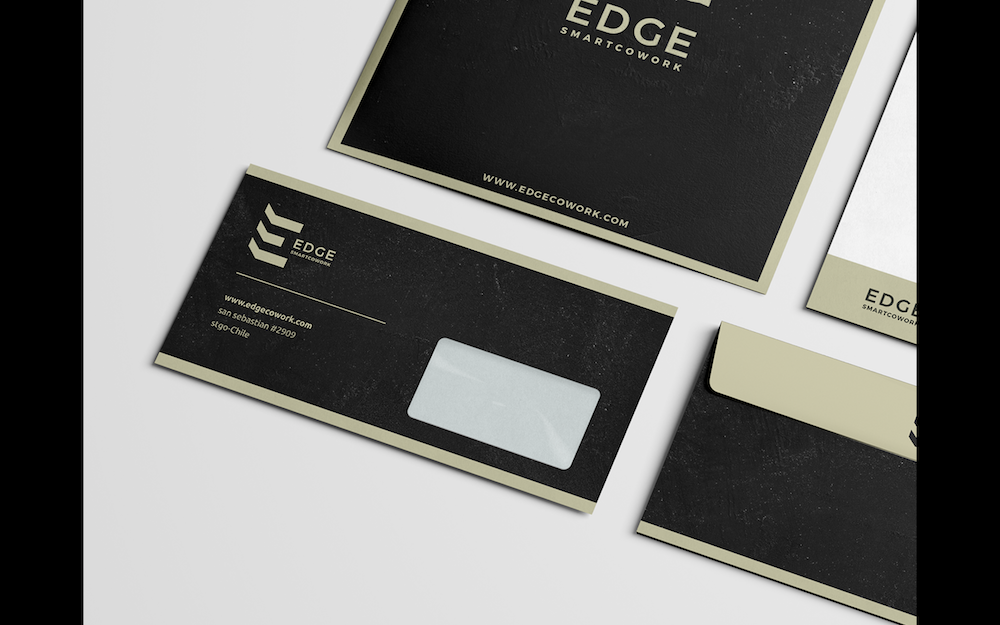 EDGE
SMARTCOWORK
WWW.EDGECOWORK.COM
EDGE
SMARTCOWORK
www.edgecowork.com
san sebastian #2909
stgo-Chile
EDGE
SMARTCOWORK